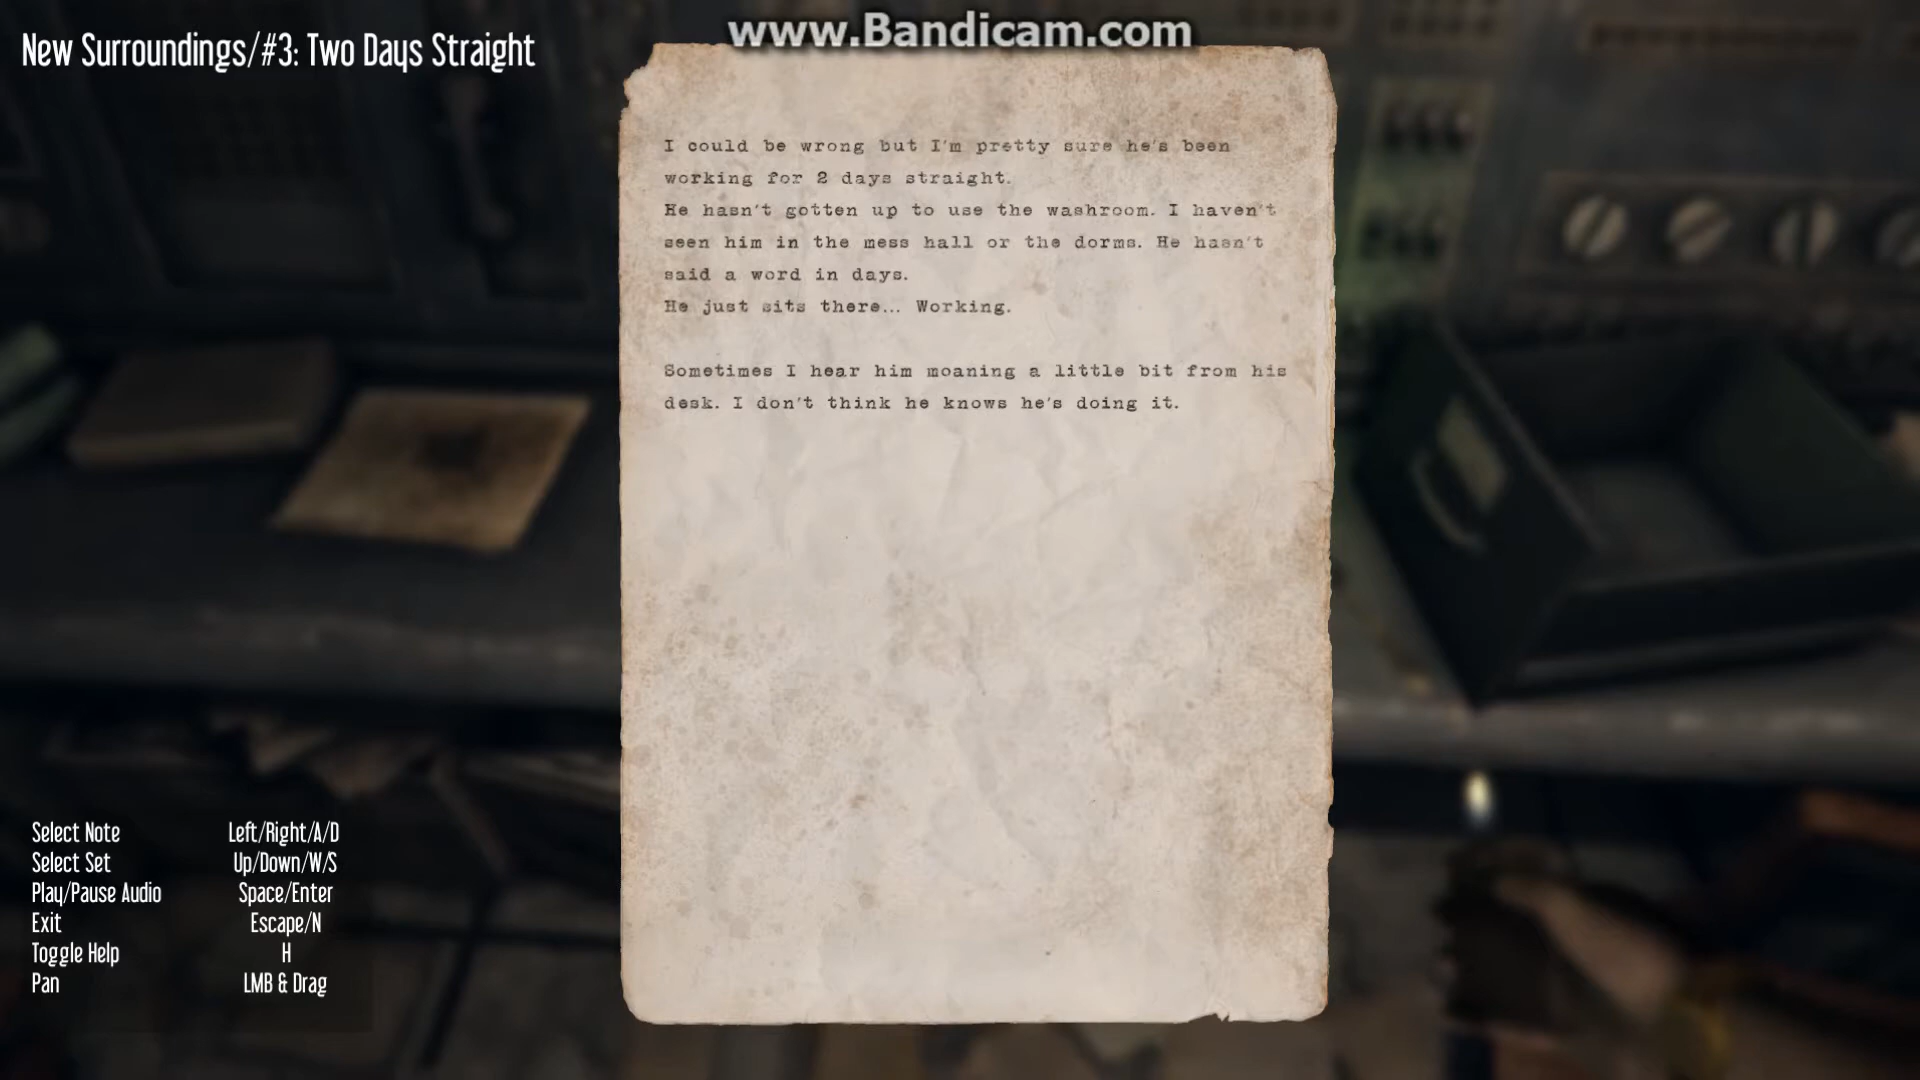 www.Bandicam.com
New Surroundings/#3: Two Days Straight
I could be wrong but I'm pretty sure he's been
working for 2 days straight.
He hasn't gotten up to use the washroom. I haven't
seen him in the mess hall or the dorms. He hasn't
said a word in days.
He just sits there... Working.
Sometimes I hear him moaning a little bit from his
desk. I don't think he knows he's doing it.
Select Note Left/Right/A/D
Select Set Up/Down/W/S
Play/Pause Audio Space/Enter
Exit Escape/N
Toggle Help H
Pan LMB & Drag